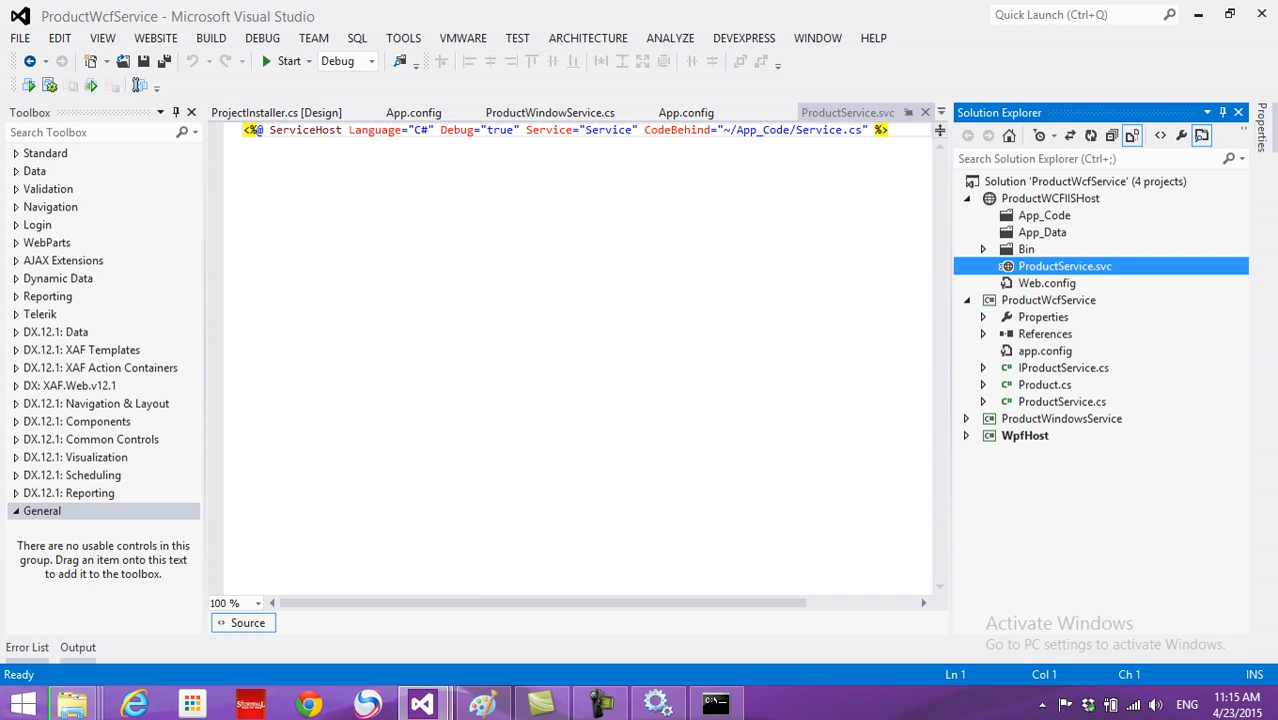 ProductWcfService - Microsoft Visual Studio
Quick Launch (Ctrl+Q)
FILE EDIT VIEW WEBSITE BUILD DEBUG TEAM SQL TOOLS VMWARE TEST ARCHITECTURE ANALYZE DEVEXPRESS WINDOW HELP
Start Debug
Toolbox
Search Toolbox
Standard
Data
Validation
Navigation
Login
WebParts
AJAX Extensions
Dynamic Data
Reporting
Telerik
DX.12.1: Data
DX.12.1: XAF Templates
DX.12.1: XAF Action Containers
DX: XAF.Web.v12.1
DX.12.1: Navigation & Layout
DX.12.1: Components
DX.12.1: Common Controls
DX.12.1: Visualization
DX.12.1: Scheduling
DX.12.1: Reporting
General
There are no usable controls in this
group. Drag an item onto this text
to add it to the toolbox.
ProjectInstaller.cs [Design] App.config ProductWindowService.cs App.config ProductService.svc
<%@ ServiceHost Language="C#" Debug="true" Service="Service" CodeBehind="~/App_Code/Service.cs" %>
100 %
Source
Solution Explorer
Search Solution Explorer (Ctrl+;)
Solution 'ProductWcfService' (4 projects)
ProductWCFIISHost
App_Code
App_Data
Bin
ProductService.svc
Web.config
ProductWcfService
Properties
References
app.config
IProductService.cs
Product.cs
ProductService.cs
ProductWindowsService
WpfHost
Properties
Activate Windows
Go to PC settings to activate Windows.
Error List Output
Ready Ln 1 Col 1 Ch 1 INS
ENG
11:15 AM
4/23/2015